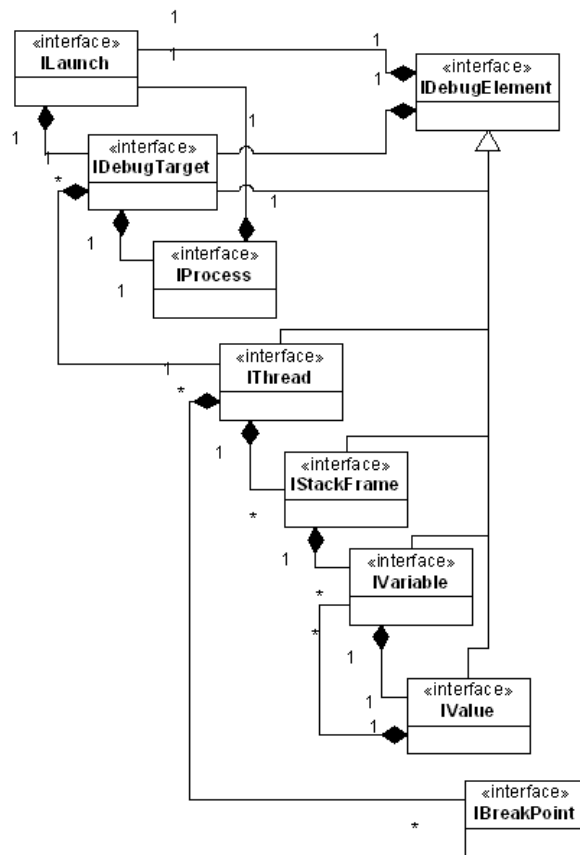 1
1
1
«interface»
ILaunch
1
«interface»
IDebugElement
1
1
1
«interface»
IDebugTarget
*
1
1
«interface»
IProcess
1
«interface»
IThread
1
*
1
«interface»
IStackFrame
*
1
«interface»
IVariable
*
*
1
«interface»
IValue
1
1
«interface»
IBreakPoint
*